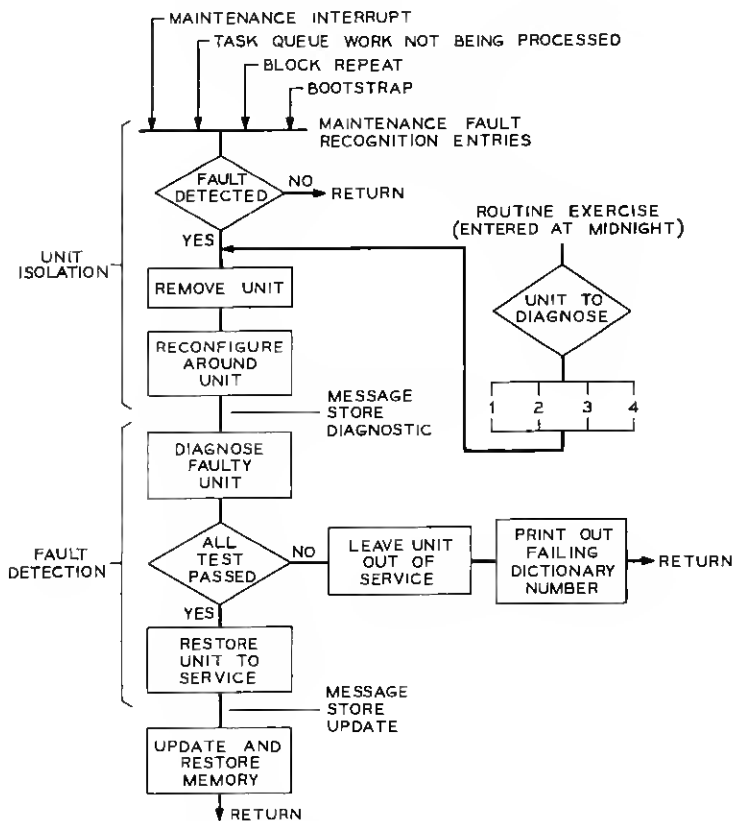 MAINTENANCE INTERRUPT
TASK QUEUE WORK NOT BEING PROCESSED
BLOCK REPEAT
BOOTSTRAP
MAINTENANCE FAULT
RECOGNITION ENTRIES
FAULT
DETECTED
NO
RETURN
YES
UNIT
ISOLATION
REMOVE UNIT
RECONFIGURE
AROUND
UNIT
ROUTINE EXERCISE
(ENTERED AT MIDNIGHT)
UNIT TO
DIAGNOSE
1 2 3 4
MESSAGE
STORE
DIAGNOSTIC
DIAGNOSE
FAULTY
UNIT
FAULT
DETECTION
ALL
TEST
PASSED
NO
LEAVE UNIT
OUT OF
SERVICE
PRINT OUT
FAILING
DICTIONARY
NUMBER
RETURN
YES
RESTORE
UNIT TO
SERVICE
MESSAGE
STORE
UPDATE
UPDATE AND
RESTORE
MEMORY
RETURN